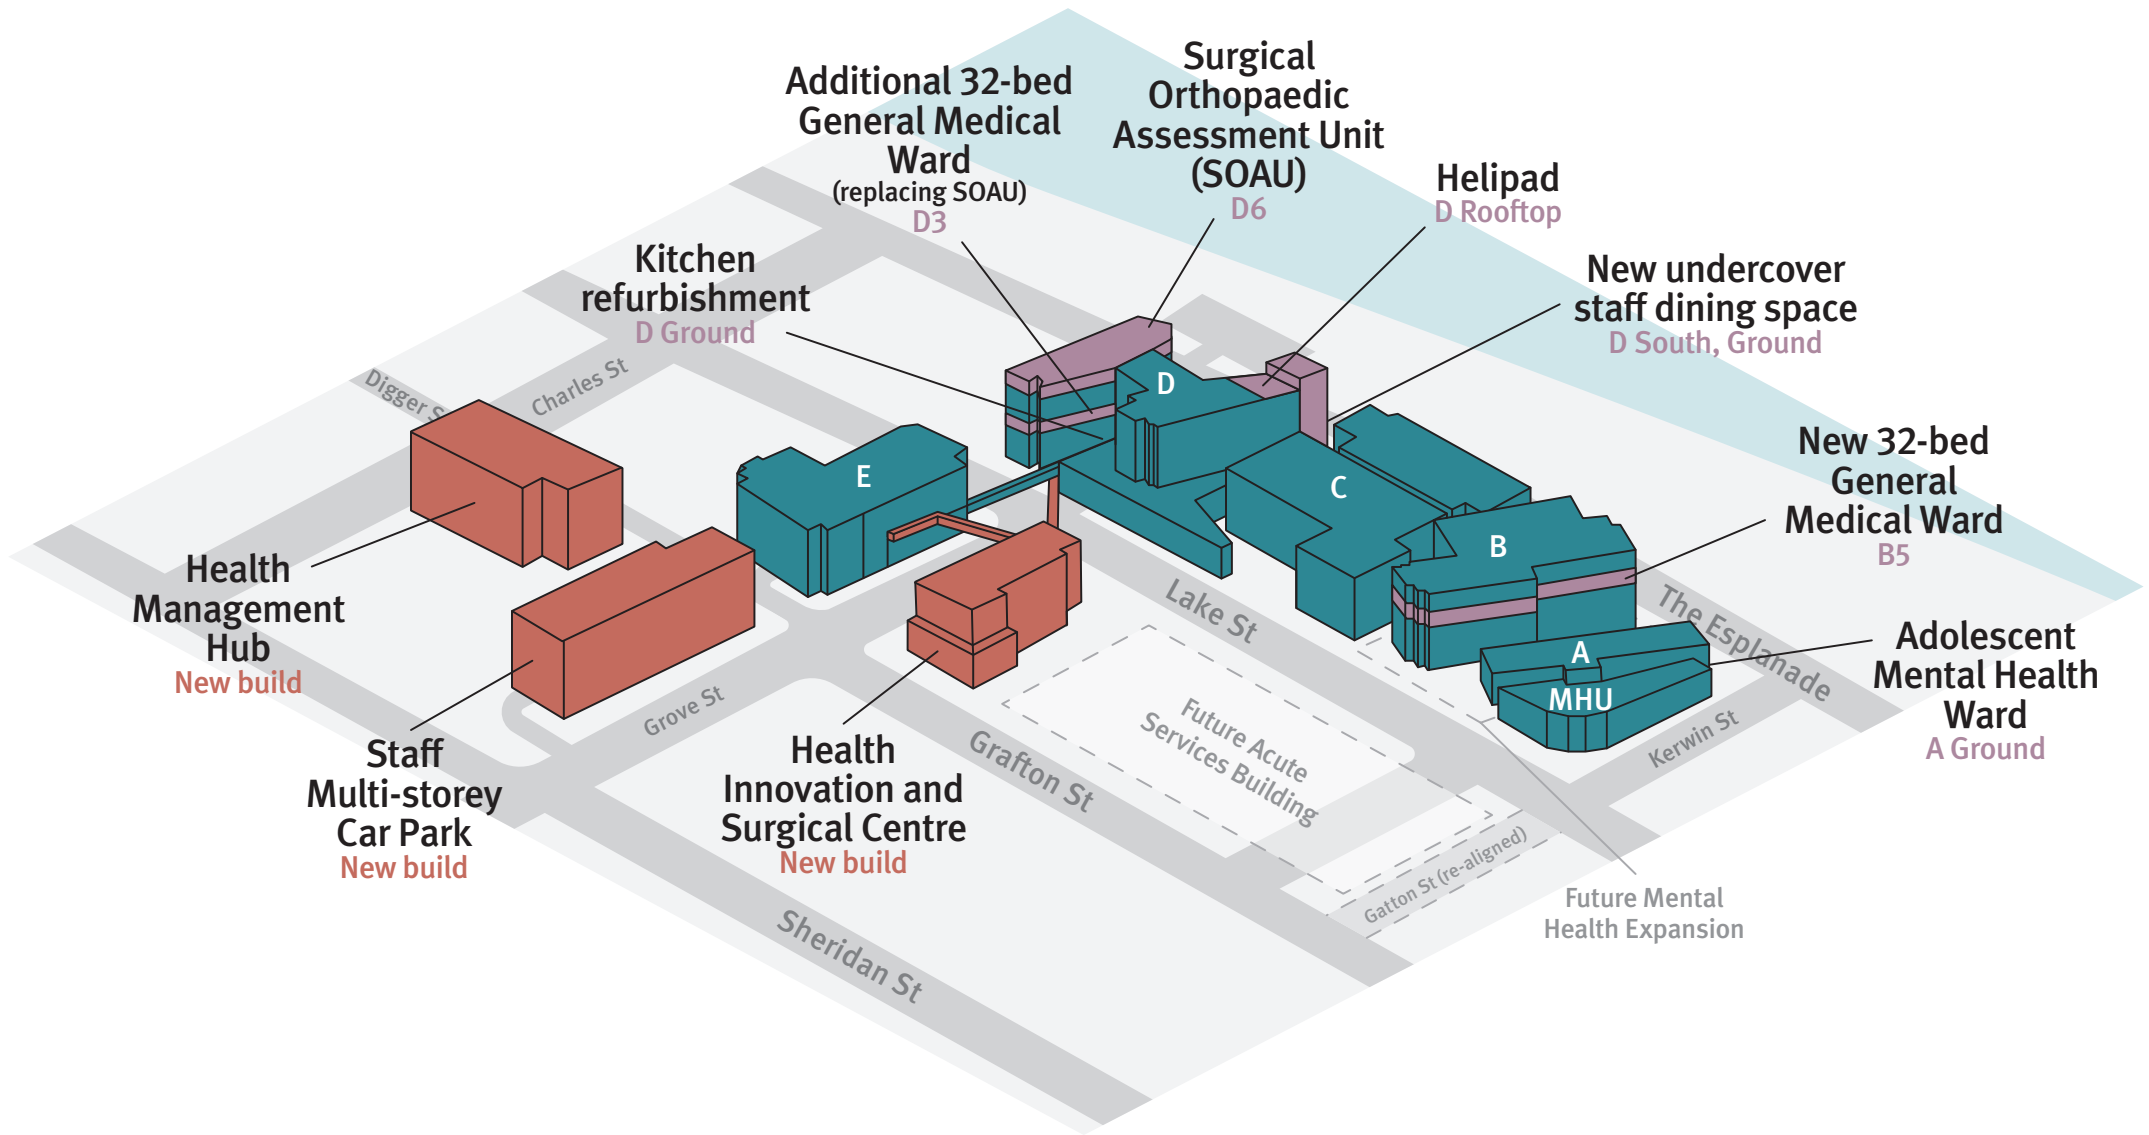 Surgical
Orthopaedic
Assessment Unit
(SOAU)
D6
Additional 32-bed
General Medical
Ward
(replacing SOAU)
D3
Helipad
D Rooftop
Kitchen
refurbishment
D Ground
New undercover
staff dining space
D South, Ground
New 32-bed
General
Medical Ward
B5
Digger S
Charles St
D
E
C
B
A
MHU
Health
Management
Hub
New build
Lake St
The Esplanade
Adolescent
Mental Health
Ward
A Ground
Grove St
Kerwin St
Staff
Multi-storey
Car Park
New build
Health
Innovation and
Surgical Centre
New build
Grafton St
Future Acute
Services Building
Gatton St (re-aligned)
Future Mental
Health Expansion
Sheridan St